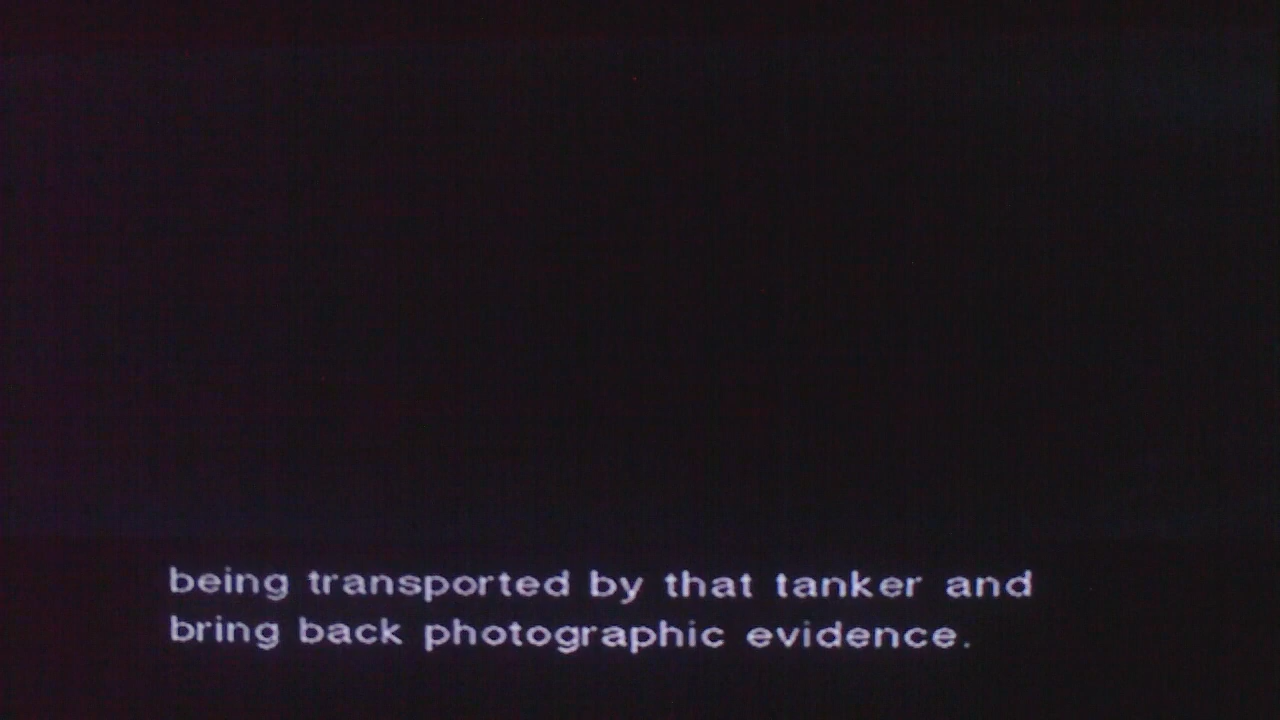 being transported by that tanker and
bring back photographic evidence.